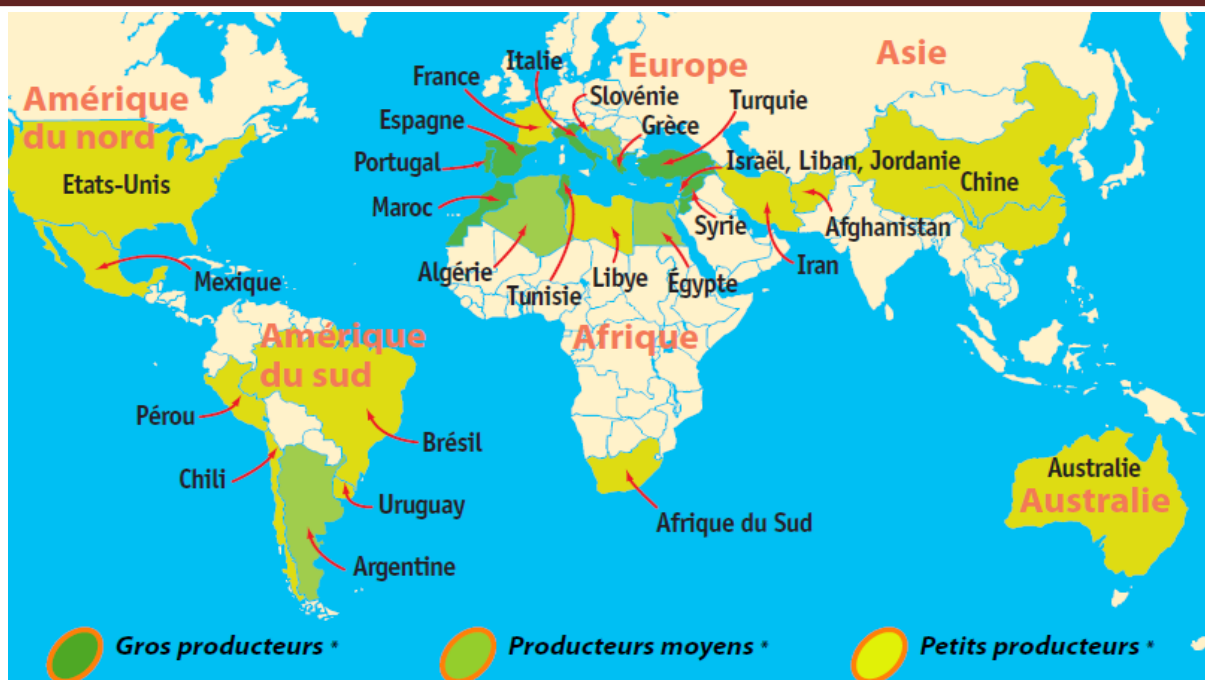 Amérique
du nord
Etats-Unis
Mexique
Amérique
du sud
Pérou
Brésil
Chili
Uruguay
Argentine
Europe
Italie
France
Slovénie
Espagne
Grèce
Turquie
Portugal
Israël, Liban, Jordanie
Maroc
Syrie
Algérie
Tunisie
Libye
Égypte
Iran
Afghanistan
Asie
Chine
Afrique
Afrique du Sud
Australie
Australie
Gros producteurs *
Producteurs moyens *
Petits producteurs *